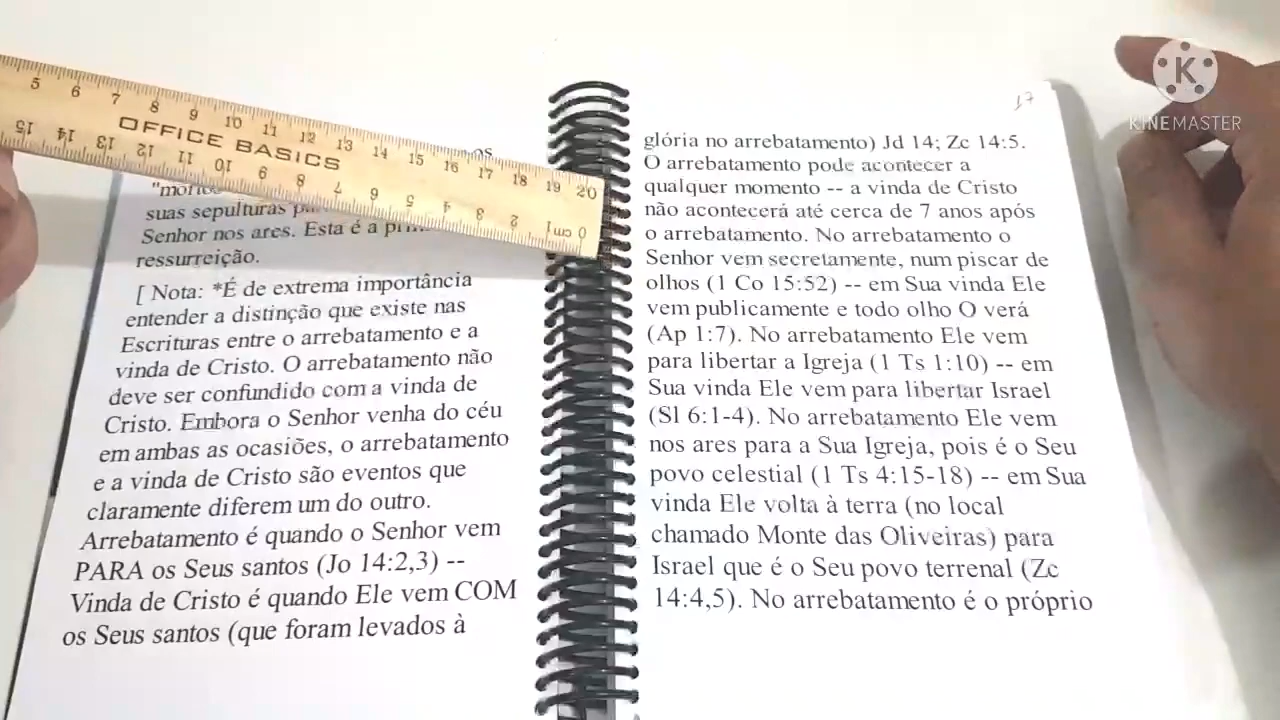 5 6 7 8 9 10 11 12 13 14 15 16 17 18 19 20
OFFICE BASICS
15 14 13 12 11 10 9 8 7 6 5 4 3 2 1 cm 0
suas sepulturas
Senhor nos ares. Esta é a
ressurreição.
[ Nota: *É de extrema importância
entender a distinção que existe nas
Escrituras entre o arrebatamento e a
vinda de Cristo. O arrebatamento não
deve ser confundido com a vinda de
Cristo. Embora o Senhor venha do céu
em ambas as ocasiões, o arrebatamento
e a vinda de Cristo são eventos que
claramente diferem um do outro.
Arrebatamento é quando o Senhor vem
PARA os Seus santos (Jo 14:2,3) --
Vinda de Cristo é quando Ele vem COM
os Seus santos (que foram levados à
17
glória no arrebatamento) Jd 14; Zc 14:5.
O arrebatamento pode acontecer a
qualquer momento -- a vinda de Cristo
não acontecerá até cerca de 7 anos após
o arrebatamento. No arrebatamento o
Senhor vem secretamente, num piscar de
olhos (1 Co 15:52) -- em Sua vinda Ele
vem publicamente e todo olho O verá
(Ap 1:7). No arrebatamento Ele vem
para libertar a Igreja (1 Ts 1:10) -- em
Sua vinda Ele vem para libertar Israel
(Sl 6:1-4). No arrebatamento Ele vem
nos ares para a Sua Igreja, pois é o Seu
povo celestial (1 Ts 4:15-18) -- em Sua
vinda Ele volta à terra (no local
chamado Monte das Oliveiras) para
Israel que é o Seu povo terrenal (Zc
14:4,5). No arrebatamento é o próprio
K
KINEMASTER